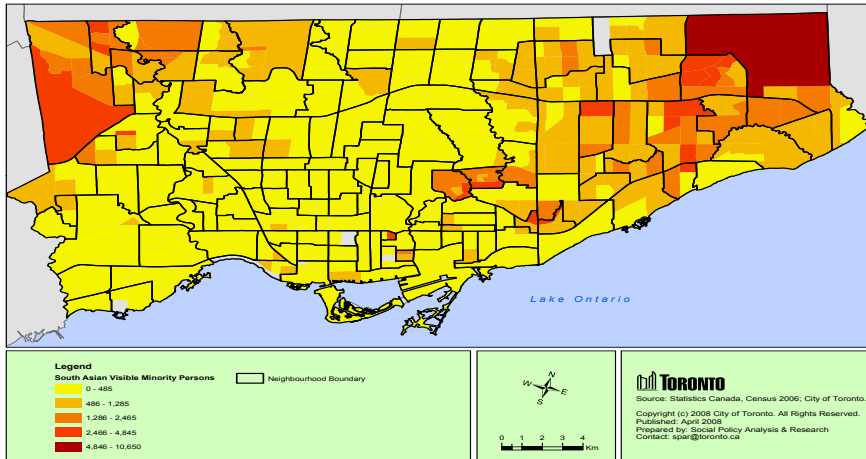 Lake Ontario
Legend
South Asian Visible Minority Persons
0 - 485
486 - 1,285
1,286 - 2,465
2,466 - 4,845
4,846 - 10,650
Neighbourhood Boundary
N
W
E
S
0 1 2 3 4
Km
TORONTO
Source: Statistics Canada, Census 2006; City of Toronto.
Copyright (c) 2008 City of Toronto. All Rights Reserved.
Published: April 2008
Prepared by: Social Policy Analysis & Research
Contact: spar@toronto.ca